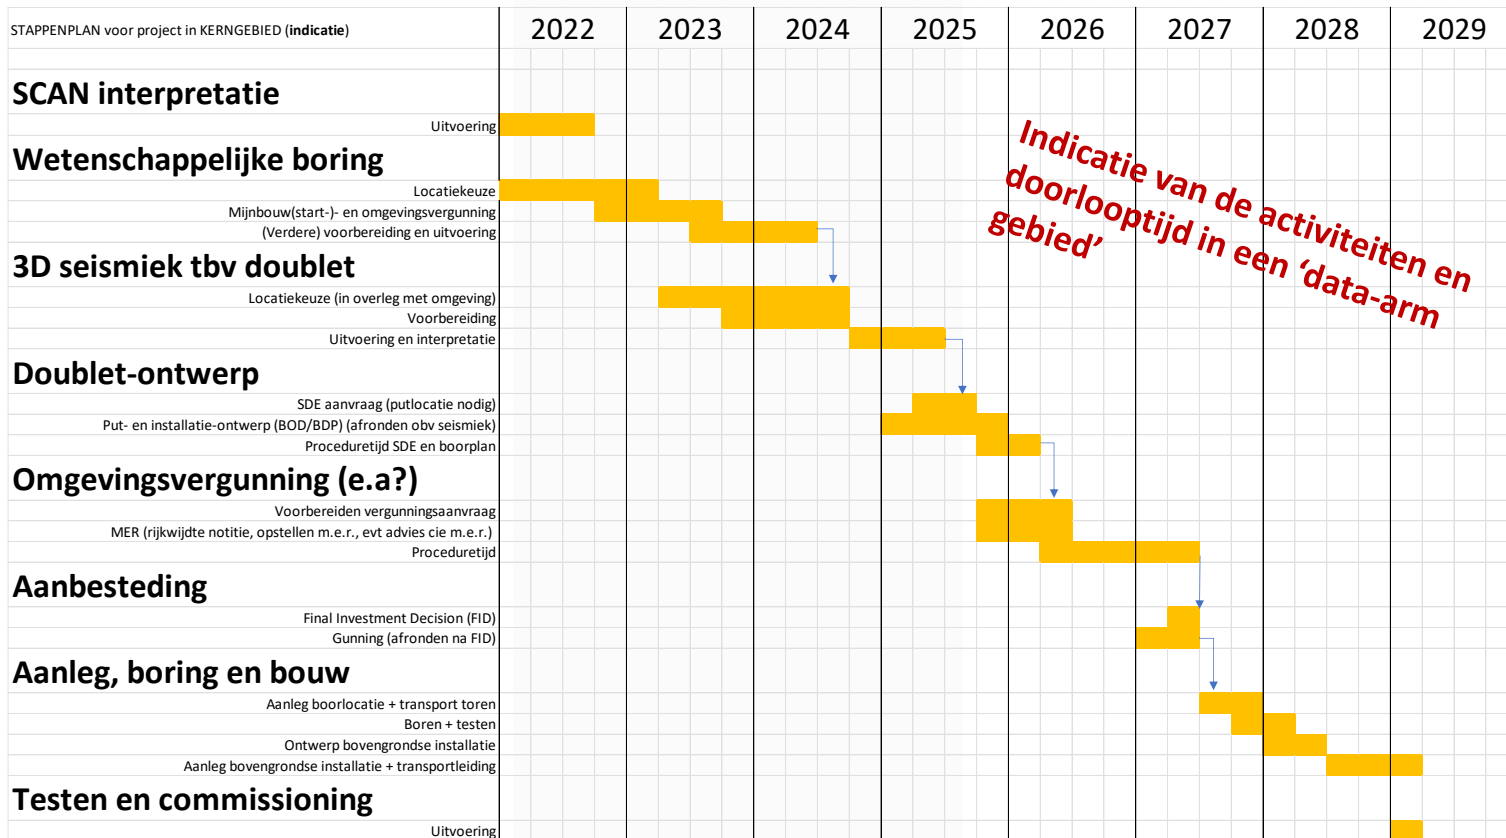 STAPPENPLAN voor project in KERNGEBIED (indicatie)
2022 2023 2024 2025 2026 2027 2028 2029
SCAN interpretatie
Uitvoering
Wetenschappelijke boring
Locatiekeuze
Mijnbouw(start-)- en omgevingsvergunning
(Verdere) voorbereiding en uitvoering
3D seismiek tbv doublet
Locatiekeuze (in overleg met omgeving)
Voorbereiding
Uitvoering en interpretatie
Doublet-ontwerp
SDE aanvraag (putlocatie nodig)
Put- en installatie-ontwerp (BOD/BDP) (afronden obv seismiek)
Proceduretijd SDE en boorplan
Omgevingsvergunning (e.a?)
Voorbereiden vergunningsaanvraag
MER (rijkwijdte notitie, opstellen m.e.r., evt advies cie m.e.r.)
Proceduretijd
Aanbesteding
Final Investment Decision (FID)
Gunning (afronden na FID)
Aanleg, boring en bouw
Aanleg boorlocatie + transport toren
Boren + testen
Ontwerp bovengrondse installatie
Aanleg bovengrondse installatie + transportleiding
Testen en commissioning
Uitvoering
Indicatie van de activiteiten en
doorlooptijd in een ‘data-arm
gebied’